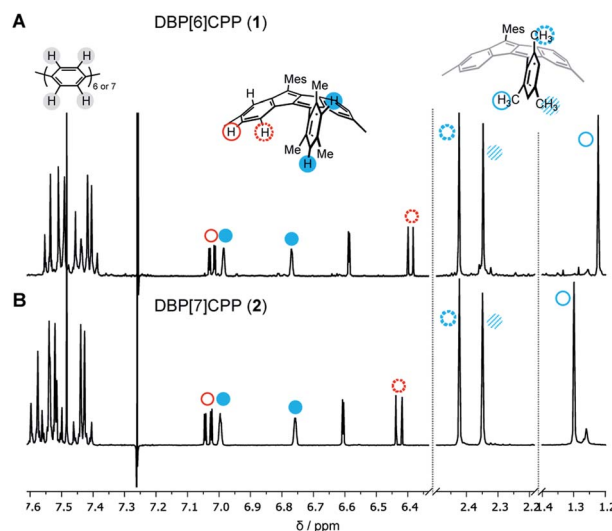 A
DBP[6]CPP (1)
H H
6 or 7
H H
Mes
H
H H
H
Me
Me
Me
H
Mes
CH₃
H₃C
CH₃
B
DBP[7]CPP (2)
7.6 7.5 7.4 7.3 7.2 7.1 7.0 6.9 6.8 6.7 6.6 6.5 6.4 2.4 2.3 2.2 1.4 1.3 1.2
δ / ppm